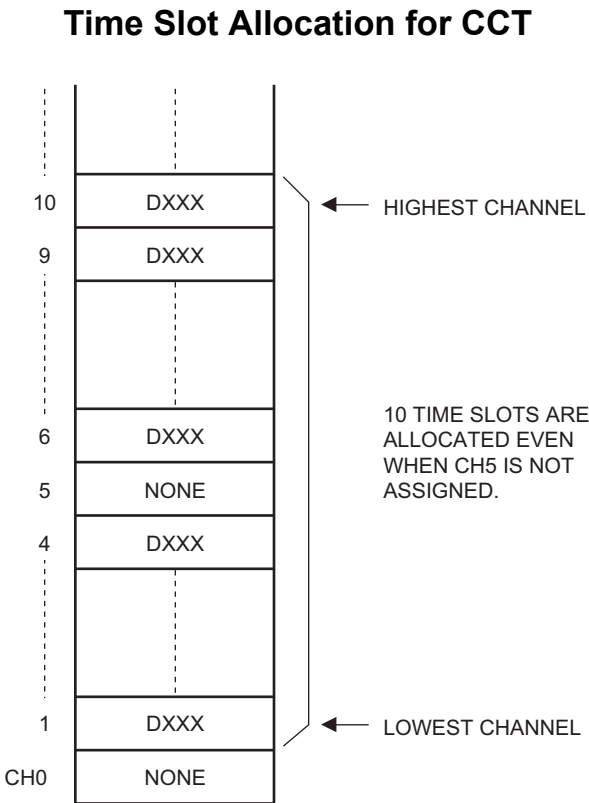 Time Slot Allocation for CCT
10 DXXX HIGHEST CHANNEL
9 DXXX
6 DXXX
10 TIME SLOTS ARE
ALLOCATED EVEN
WHEN CH5 IS NOT
ASSIGNED.
5 NONE
4 DXXX
1 DXXX LOWEST CHANNEL
CH0 NONE